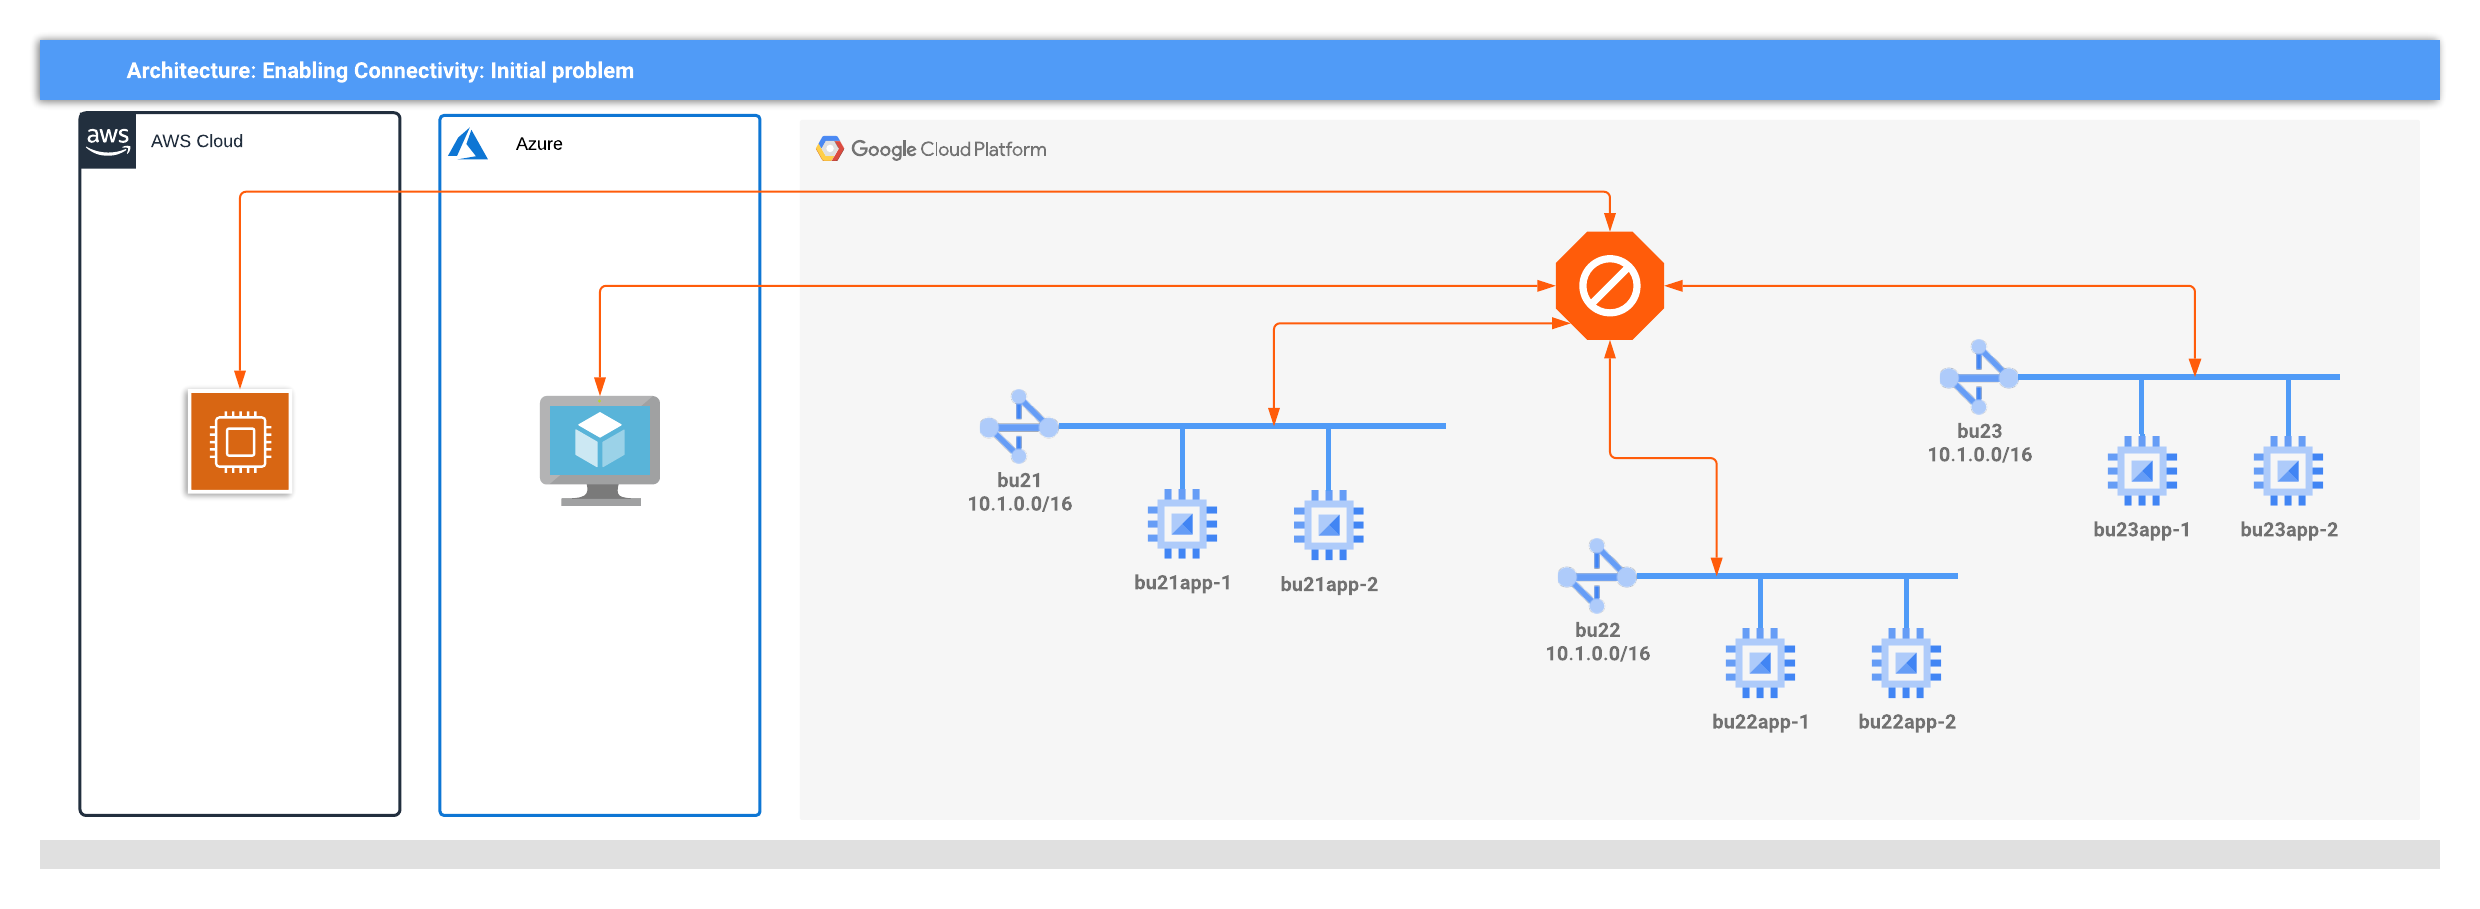 Architecture: Enabling Connectivity: Initial problem
aws
AWS Cloud
Azure
Google Cloud Platform
bu21
10.1.0.0/16
bu21app-1
bu21app-2
bu22
10.1.0.0/16
bu22app-1
bu22app-2
bu23
10.1.0.0/16
bu23app-1
bu23app-2